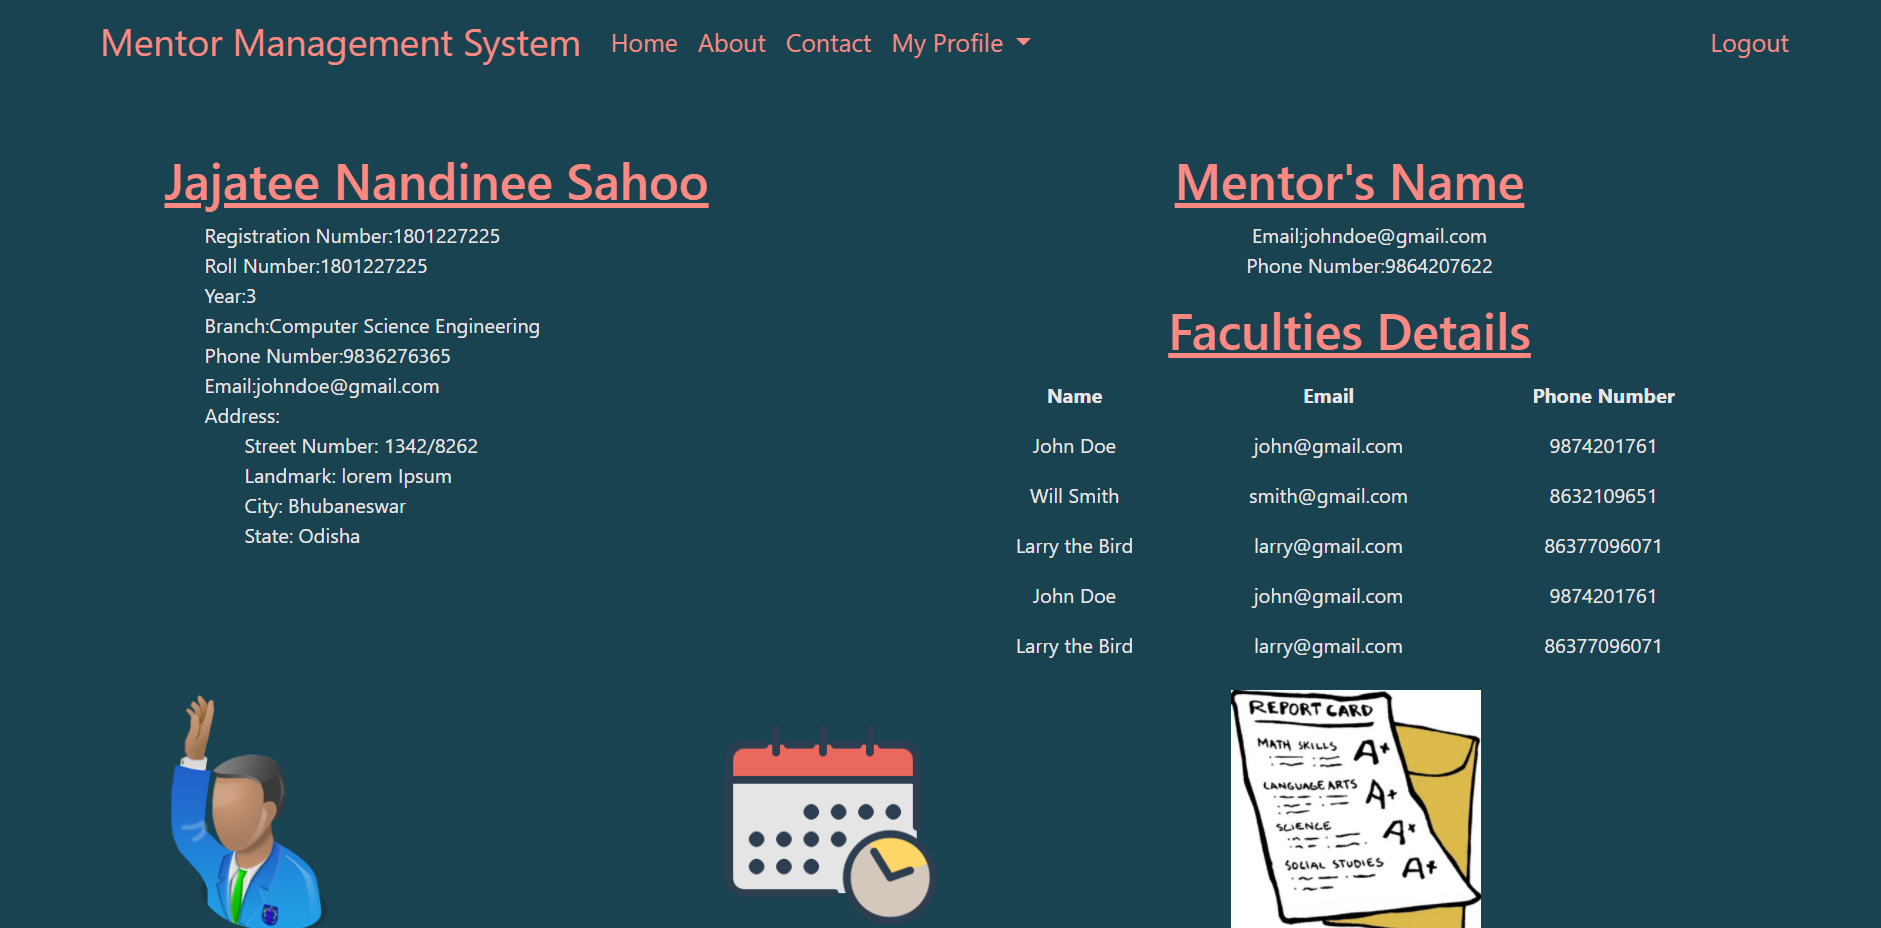 Mentor Management System Home About Contact My Profile Logout
Jajatee Nandinee Sahoo
Registration Number:1801227225
Roll Number:1801227225
Year:3
Branch:Computer Science Engineering
Phone Number:9836276365
Email:johndoe@gmail.com
Address:
Street Number: 1342/8262
Landmark: lorem Ipsum
City: Bhubaneswar
State: Odisha
Mentor's Name
Email:johndoe@gmail.com
Phone Number:9864207622
Faculties Details
Name Email Phone Number
John Doe john@gmail.com 9874201761
Will Smith smith@gmail.com 8632109651
Larry the Bird larry@gmail.com 86377096071
John Doe john@gmail.com 9874201761
Larry the Bird larry@gmail.com 86377096071
REPORT CARD
MATH SKILLS A+
LANGUAGE ARTS A+
SCIENCE A+
SOCIAL STUDIES A+